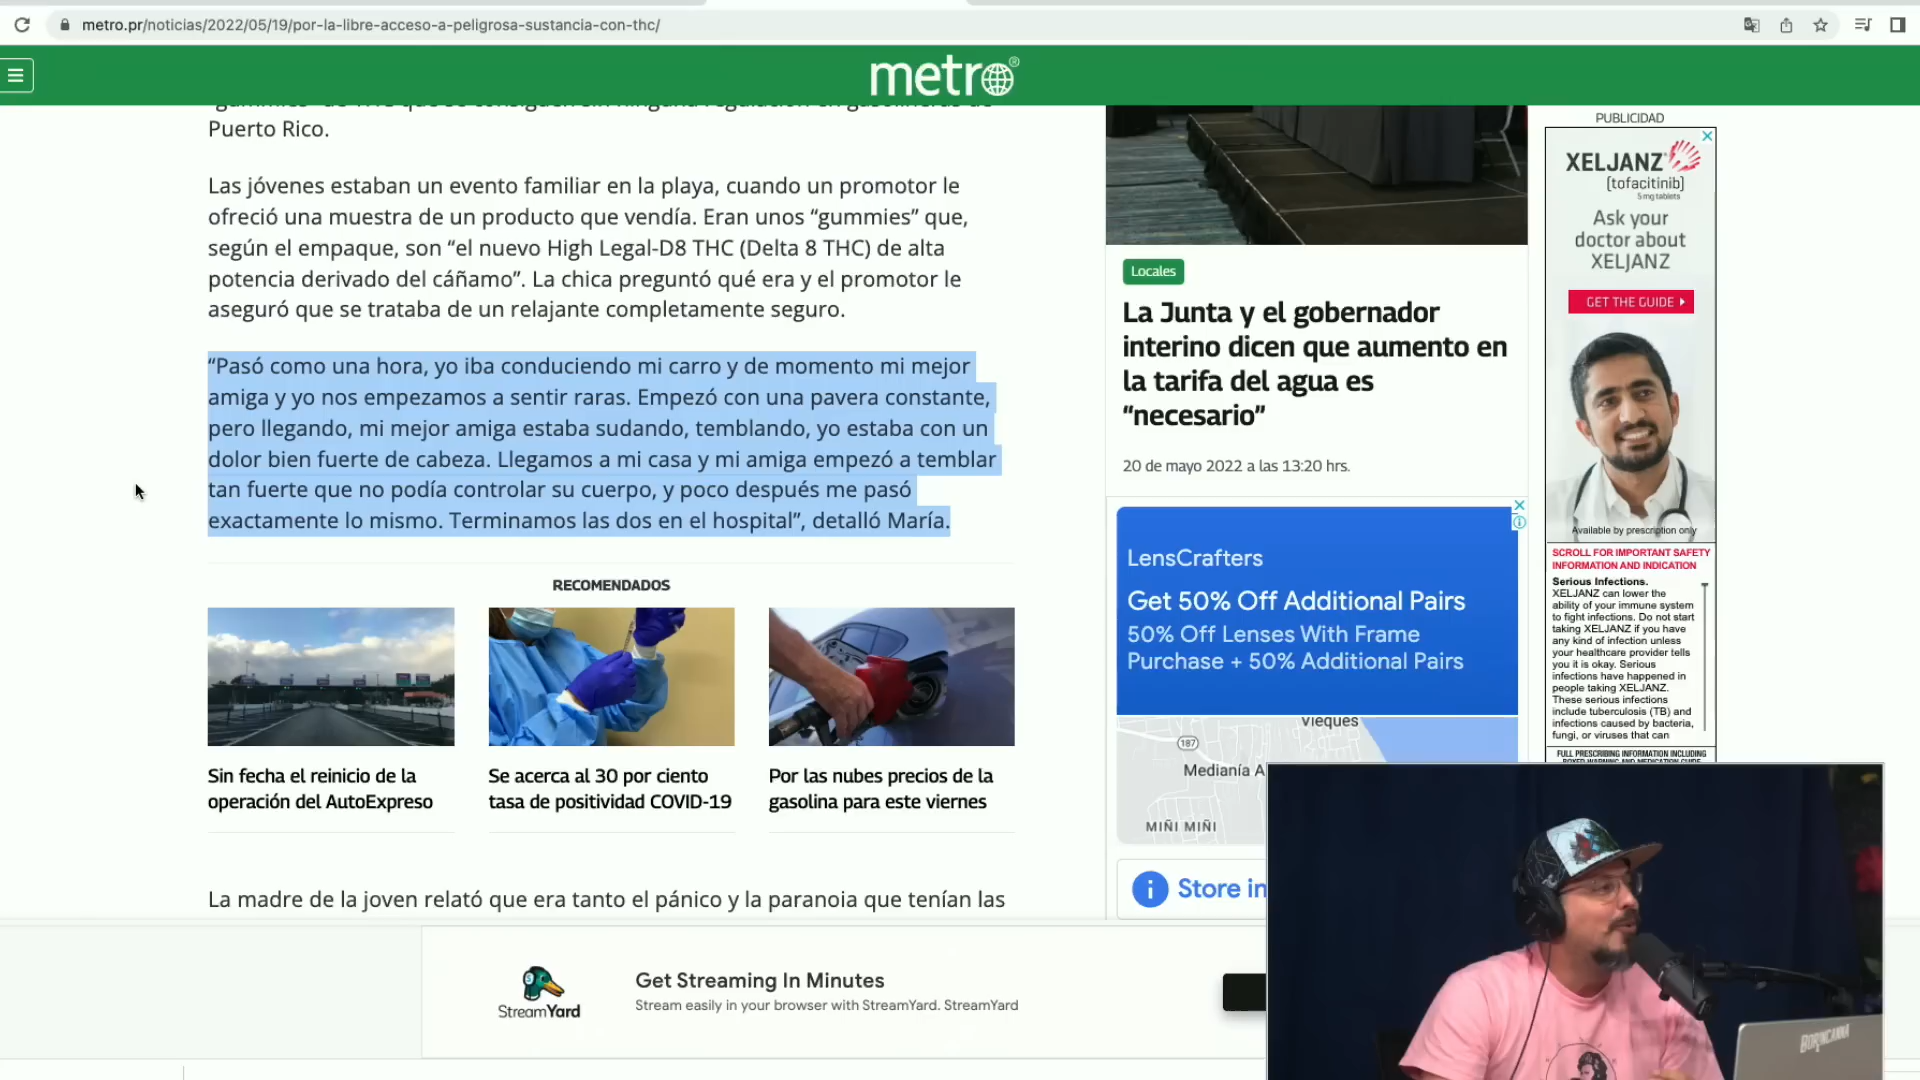 metro.pr/noticias/2022/05/19/por-la-libre-acceso-a-peligrosa-sustancia-con-thc/
metro
Puerto Rico.
Las jóvenes estaban un evento familiar en la playa, cuando un promotor le
ofreció una muestra de un producto que vendía. Eran unos “gummies” que,
según el empaque, son “el nuevo High Legal-D8 THC (Delta 8 THC) de alta
potencia derivado del cáñamo”. La chica preguntó qué era y el promotor le
aseguró que se trataba de un relajante completamente seguro.
“Pasó como una hora, yo iba conduciendo mi carro y de momento mi mejor
amiga y yo nos empezamos a sentir raras. Empezó con una pavera constante,
pero llegando, mi mejor amiga estaba sudando, temblando, yo estaba con un
dolor bien fuerte de cabeza. Llegamos a mi casa y mi amiga empezó a temblar
tan fuerte que no podía controlar su cuerpo, y poco después me pasó
exactamente lo mismo. Terminamos las dos en el hospital”, detalló María.
RECOMENDADOS
Sin fecha el reinicio de la
operación del AutoExpreso
Se acerca al 30 por ciento
tasa de positividad COVID-19
Por las nubes precios de la
gasolina para este viernes
La madre de la joven relató que era tanto el pánico y la paranoia que tenían las
Locales
La Junta y el gobernador
interino dicen que aumento en
la tarifa del agua es
“necesario”
20 de mayo 2022 a las 13:20 hrs.
LensCrafters
Get 50% Off Additional Pairs
50% Off Lenses With Frame
Purchase + 50% Additional Pairs
Vieques
187
Medianía A
MIÑI MIÑI
Store in
PUBLICIDAD
XELJANZ
(tofacitinib)
5 mg tablets
Ask your
doctor about
XELJANZ
GET THE GUIDE
Available by prescription only
SCROLL FOR IMPORTANT SAFETY
INFORMATION AND INDICATION
Serious Infections.
XELJANZ can lower the
ability of your immune system
to fight infections. Do not start
taking XELJANZ if you have
any kind of infection unless
your healthcare provider tells
you it is okay. Serious
infections have happened in
people taking XELJANZ.
These serious infections
include tuberculosis (TB) and
infections caused by bacteria,
fungi, or viruses that can
FULL PRESCRIBING INFORMATION INCLUDING
StreamYard
Get Streaming In Minutes
Stream easily in your browser with StreamYard. StreamYard
BORINCANNA